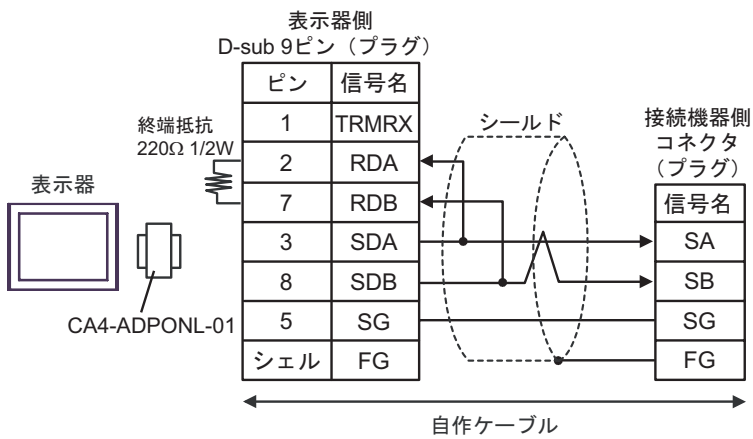 表示器側
D-sub 9ピン（プラグ）
ピン 信号名
1 TRMRX
2 RDA
7 RDB
3 SDA
8 SDB
5 SG
シェル FG
終端抵抗
220Ω 1/2W
表示器
CA4-ADPONL-01
シールド
接続機器側
コネクタ
（プラグ）
信号名
SA
SB
SG
FG
自作ケーブル